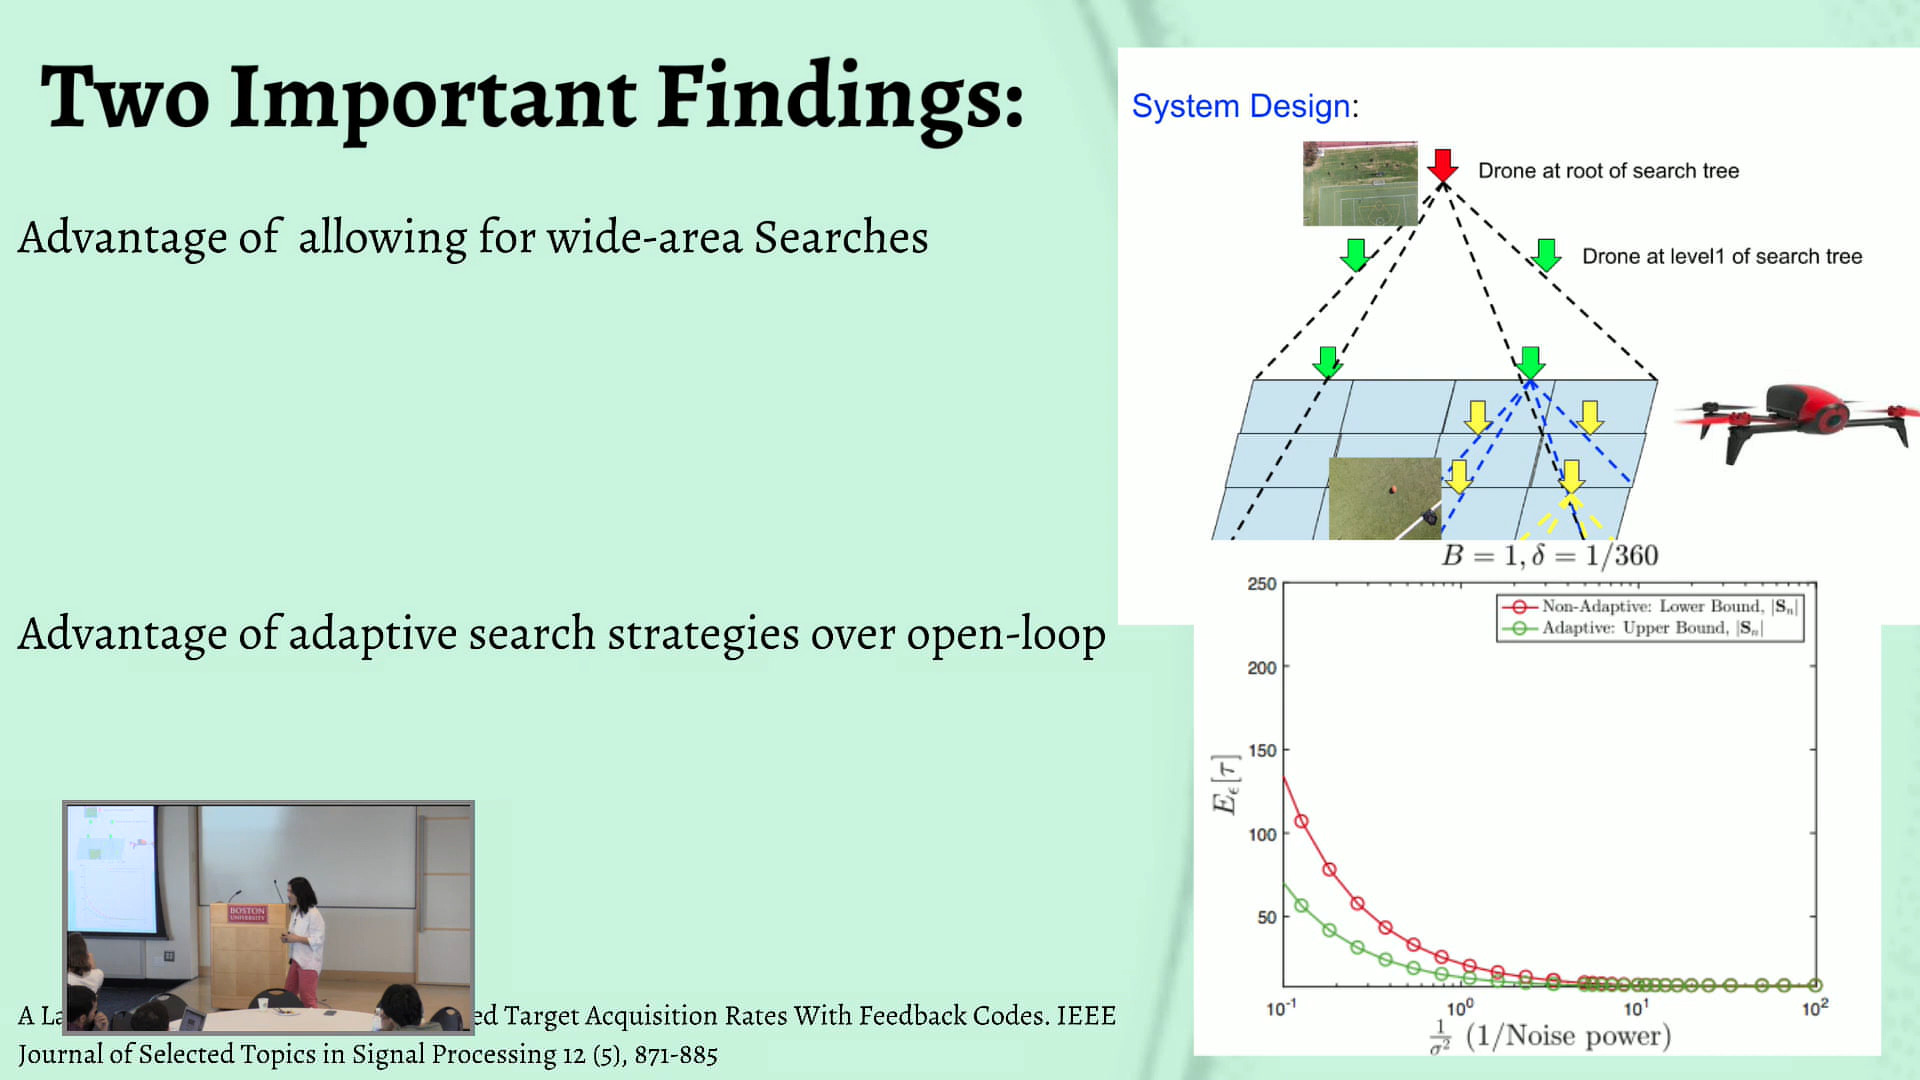 Two Important Findings:
Advantage of allowing for wide-area Searches
Advantage of adaptive search strategies over open-loop
BOSTON
UNIVERSITY
A La
ed Target Acquisition Rates With Feedback Codes. IEEE
Journal of Selected Topics in Signal Processing 12 (5), 871-885
System Design:
Drone at root of search tree
Drone at level1 of search tree
B = 1, δ = 1/360
Non-Adaptive: Lower Bound, |Sₙ|
Adaptive: Upper Bound, |Sₙ|
250
200
150
100
50
E_ϵ[τ]
10⁻¹ 10⁰ 10¹ 10²
1/σ² (1/Noise power)